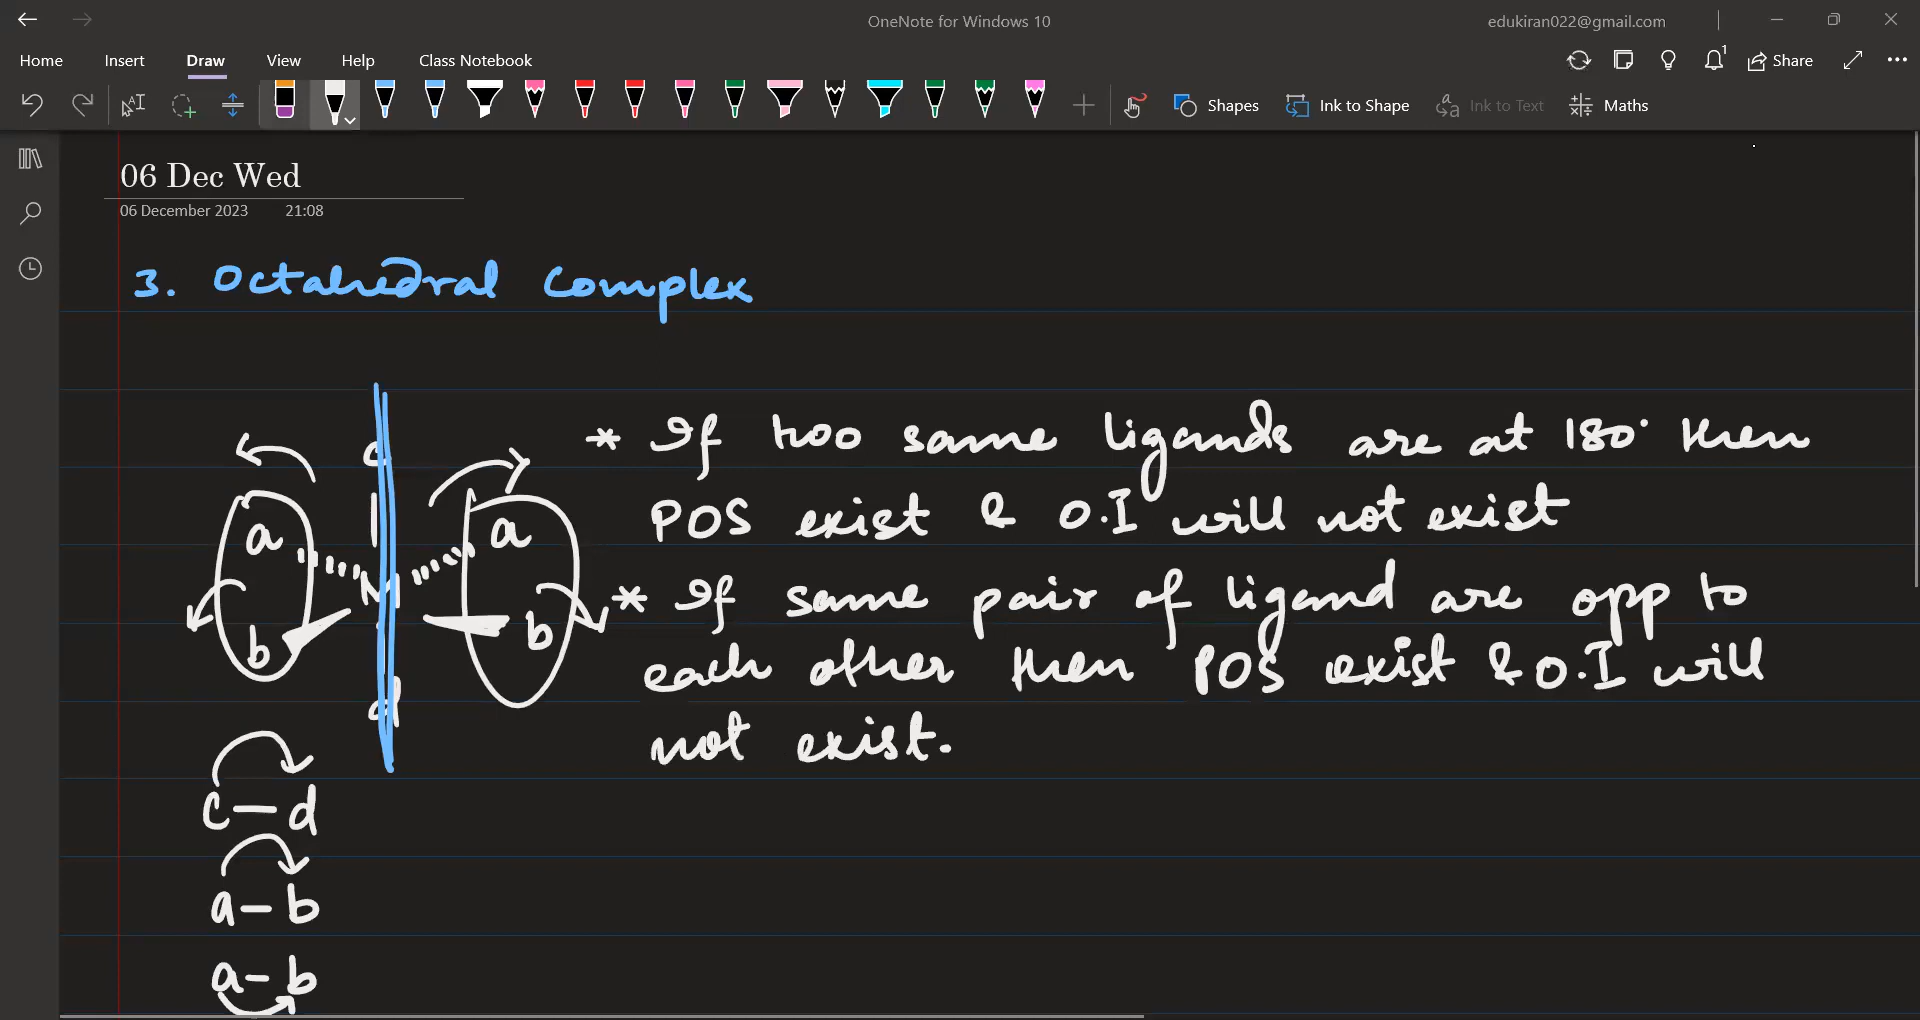 OneNote for Windows 10
edukiran022@gmail.com
Home Insert Draw View Help Class Notebook
1 Share
Shapes Ink to Shape Ink to Text Maths
06 Dec Wed
06 December 2023 21:08
3. Octahedral Complex
* If two same ligands are at 180° then
POS exist & O.I will not exist
* If same pair of ligand are opp to
each other then POS exist & O.I will
not exist.
c
a a
M
b b
d
c - d
a - b
a - b